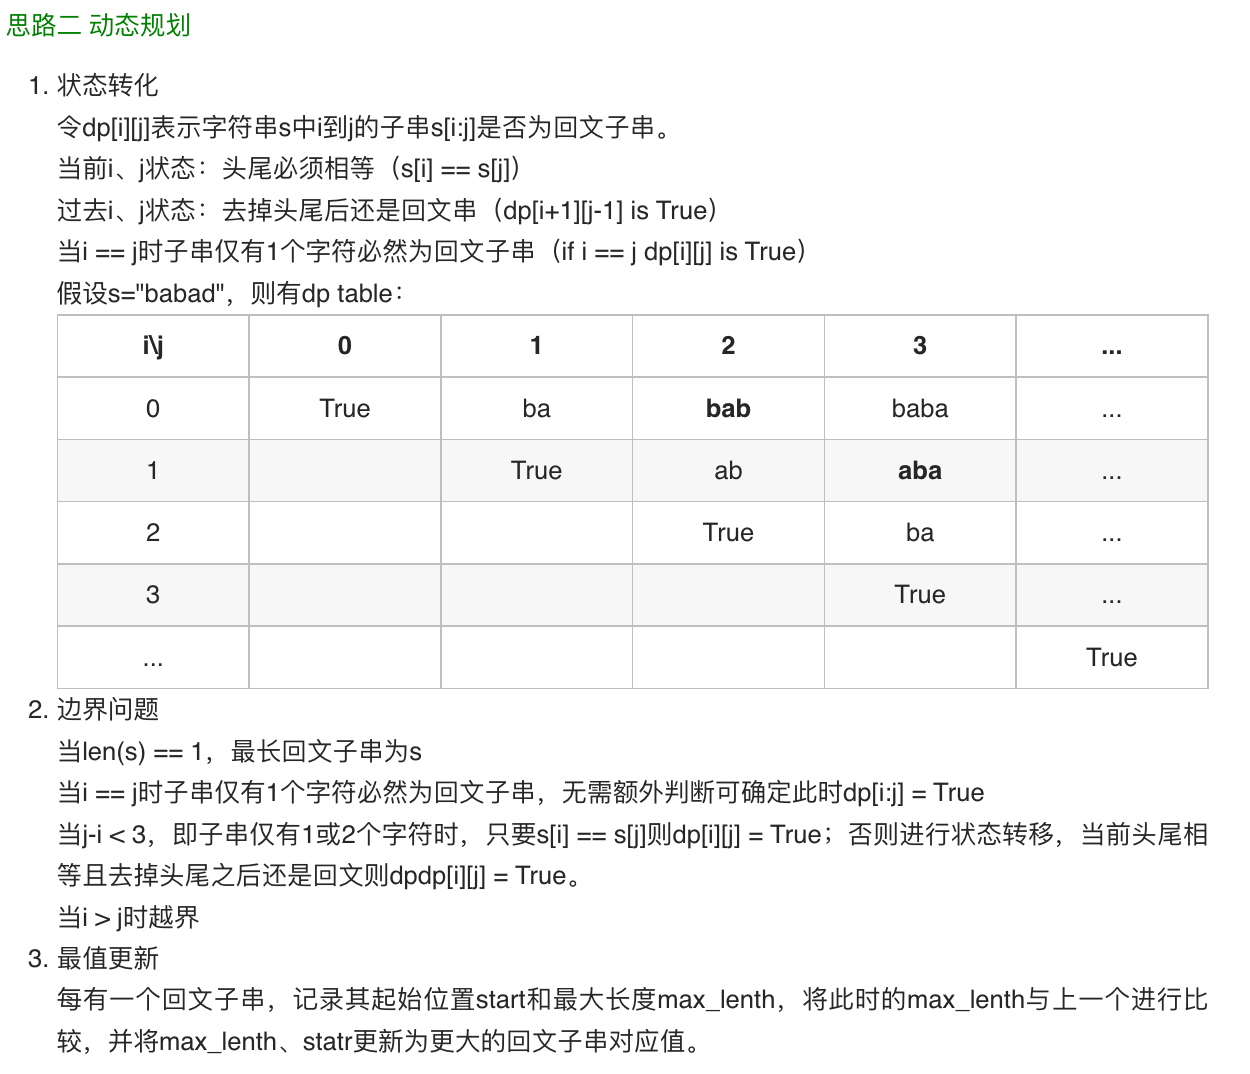 思路二 动态规划
1. 状态转化
令dp[i][j]表示字符串s中i到j的子串s[i:j]是否为回文子串。
当前i、j状态：头尾必须相等（s[i] == s[j]）
过去i、j状态：去掉头尾后还是回文串（dp[i+1][j-1] is True）
当i == j时子串仅有1个字符必然为回文子串（if i == j dp[i][j] is True）
假设s="babad"，则有dp table：
i\j 0 1 2 3 ...
0 True ba bab baba ...
1 True ab aba ...
2 True ba ...
3 True ...
... True
2. 边界问题
当len(s) == 1，最长回文子串为s
当i == j时子串仅有1个字符必然为回文子串，无需额外判断可确定此时dp[i:j] = True
当j-i < 3，即子串仅有1或2个字符时，只要s[i] == s[j]则dp[i][j] = True；否则进行状态转移，当前头尾相
等且去掉头尾之后还是回文则dpdp[i][j] = True。
当i > j时越界
3. 最值更新
每有一个回文子串，记录其起始位置start和最大长度max_lenth，将此时的max_lenth与上一个进行比
较，并将max_lenth、statr更新为更大的回文子串对应值。